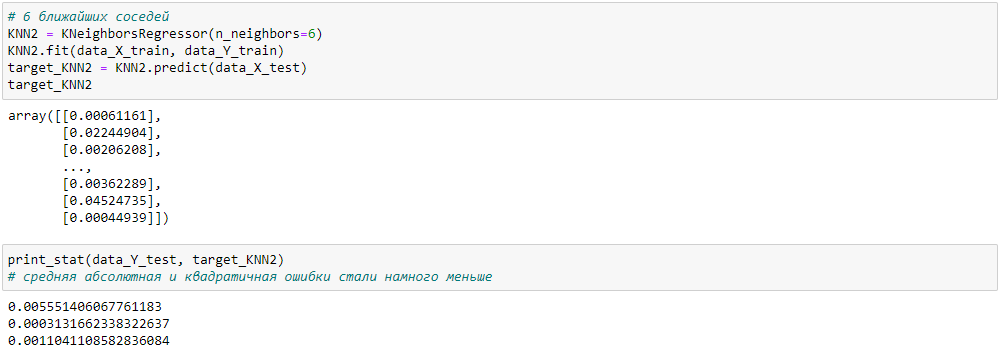 # 6 ближайших соседей
KNN2 = KNeighborsRegressor(n_neighbors=6)
KNN2.fit(data_X_train, data_Y_train)
target_KNN2 = KNN2.predict(data_X_test)
target_KNN2
array([[0.00061161],
       [0.02244904],
       [0.00206208],
       ...,
       [0.00362289],
       [0.04524735],
       [0.00044939]])
print_stat(data_Y_test, target_KNN2)
# средняя абсолютная и квадратичная ошибки стали намного меньше
0.005551406067761183
0.0003131662338322637
0.0011041108582836084